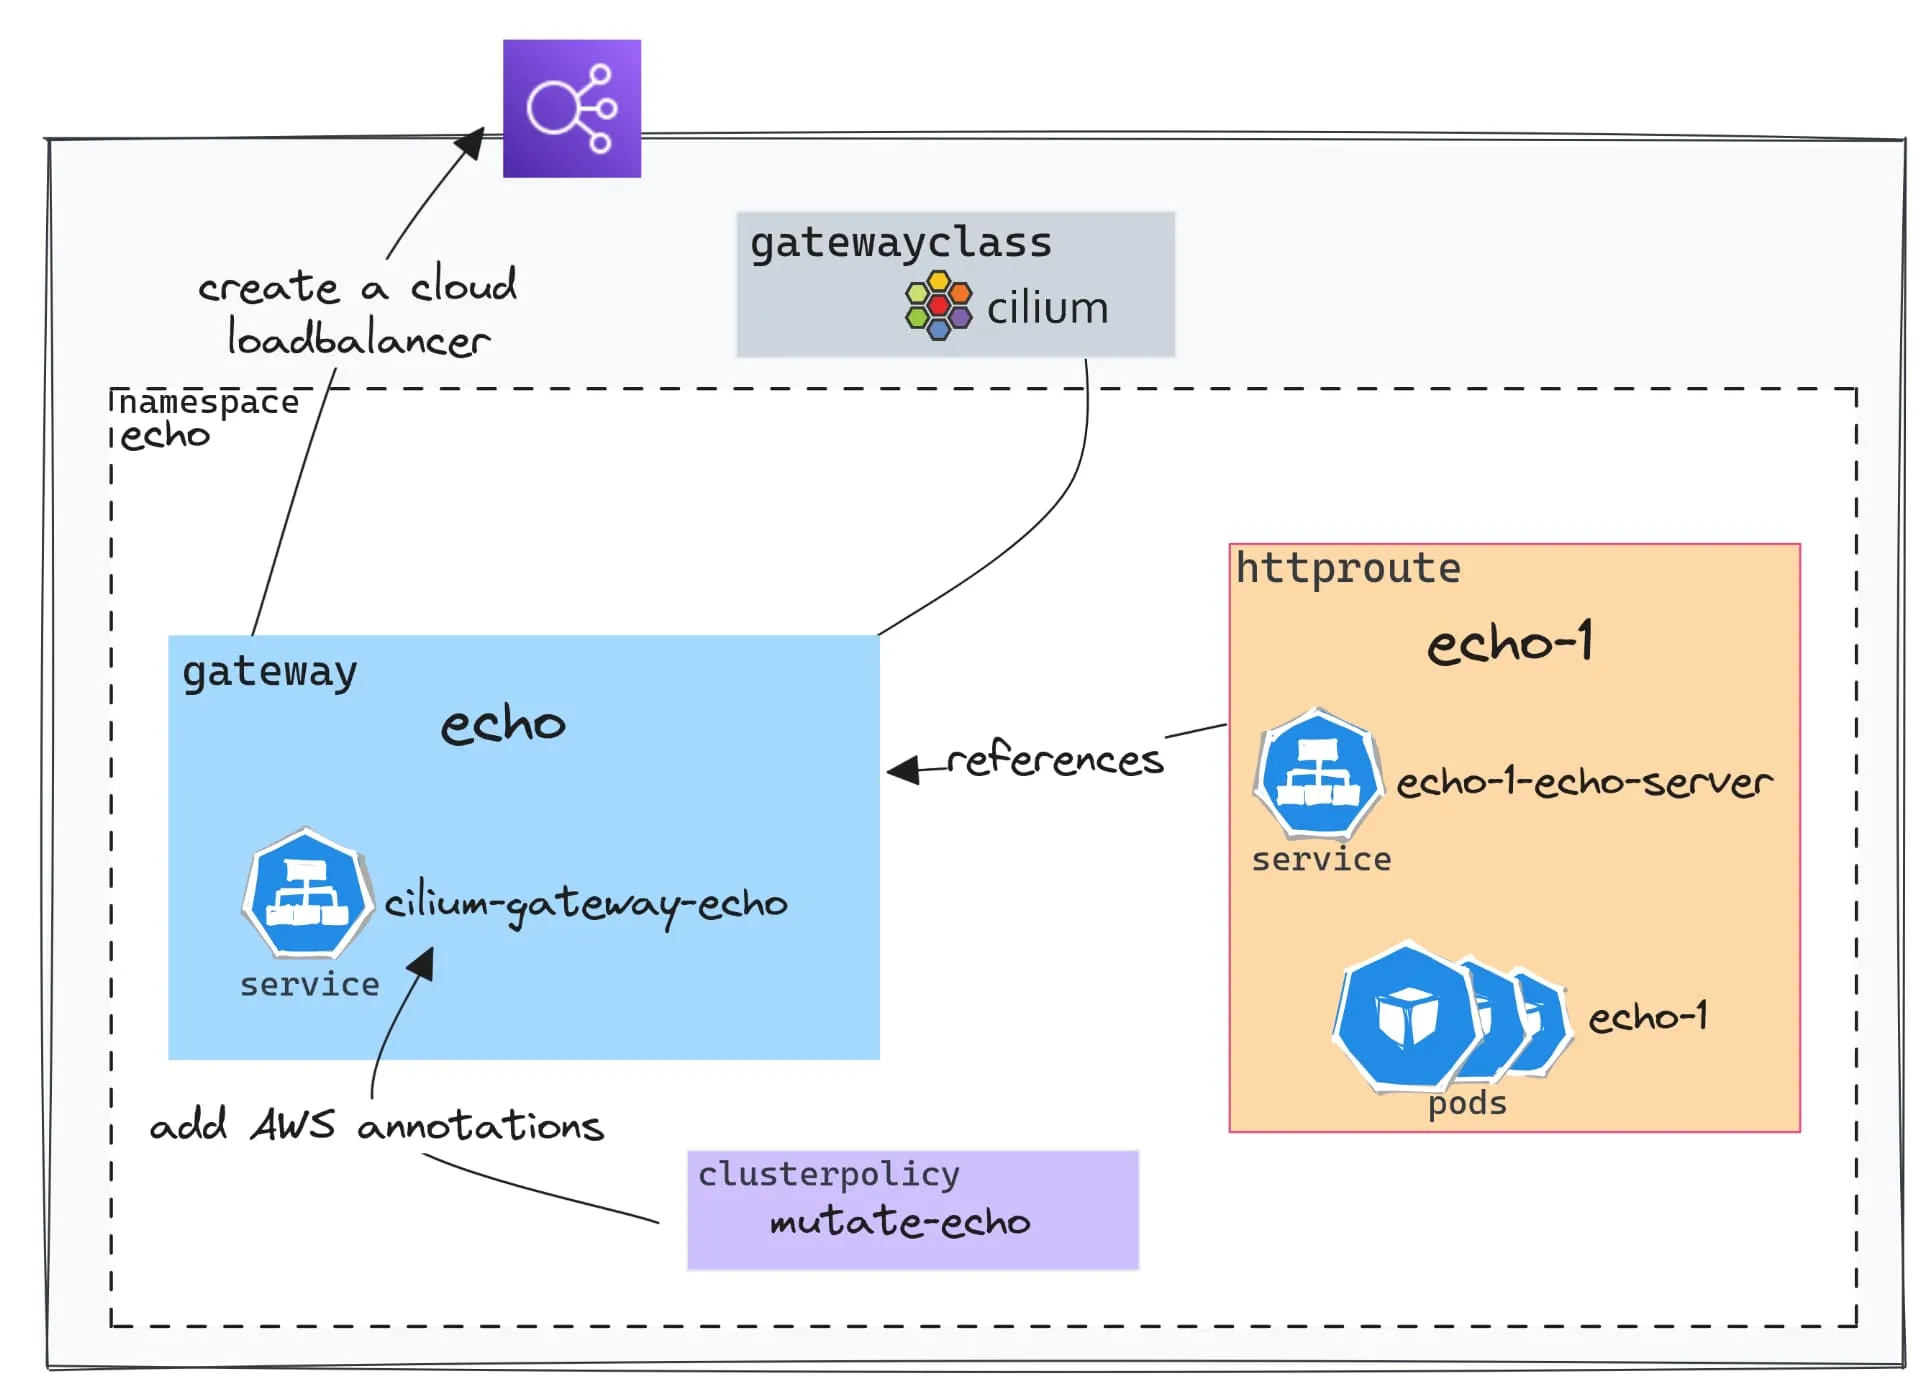 create a cloud
loadbalancer
gatewayclass
cilium
namespace
echo
gateway
echo
cilium-gateway-echo
service
references
httproute
echo-1
echo-1-echo-server
service
echo-1
pods
add AWS annotations
clusterpolicy
mutate-echo